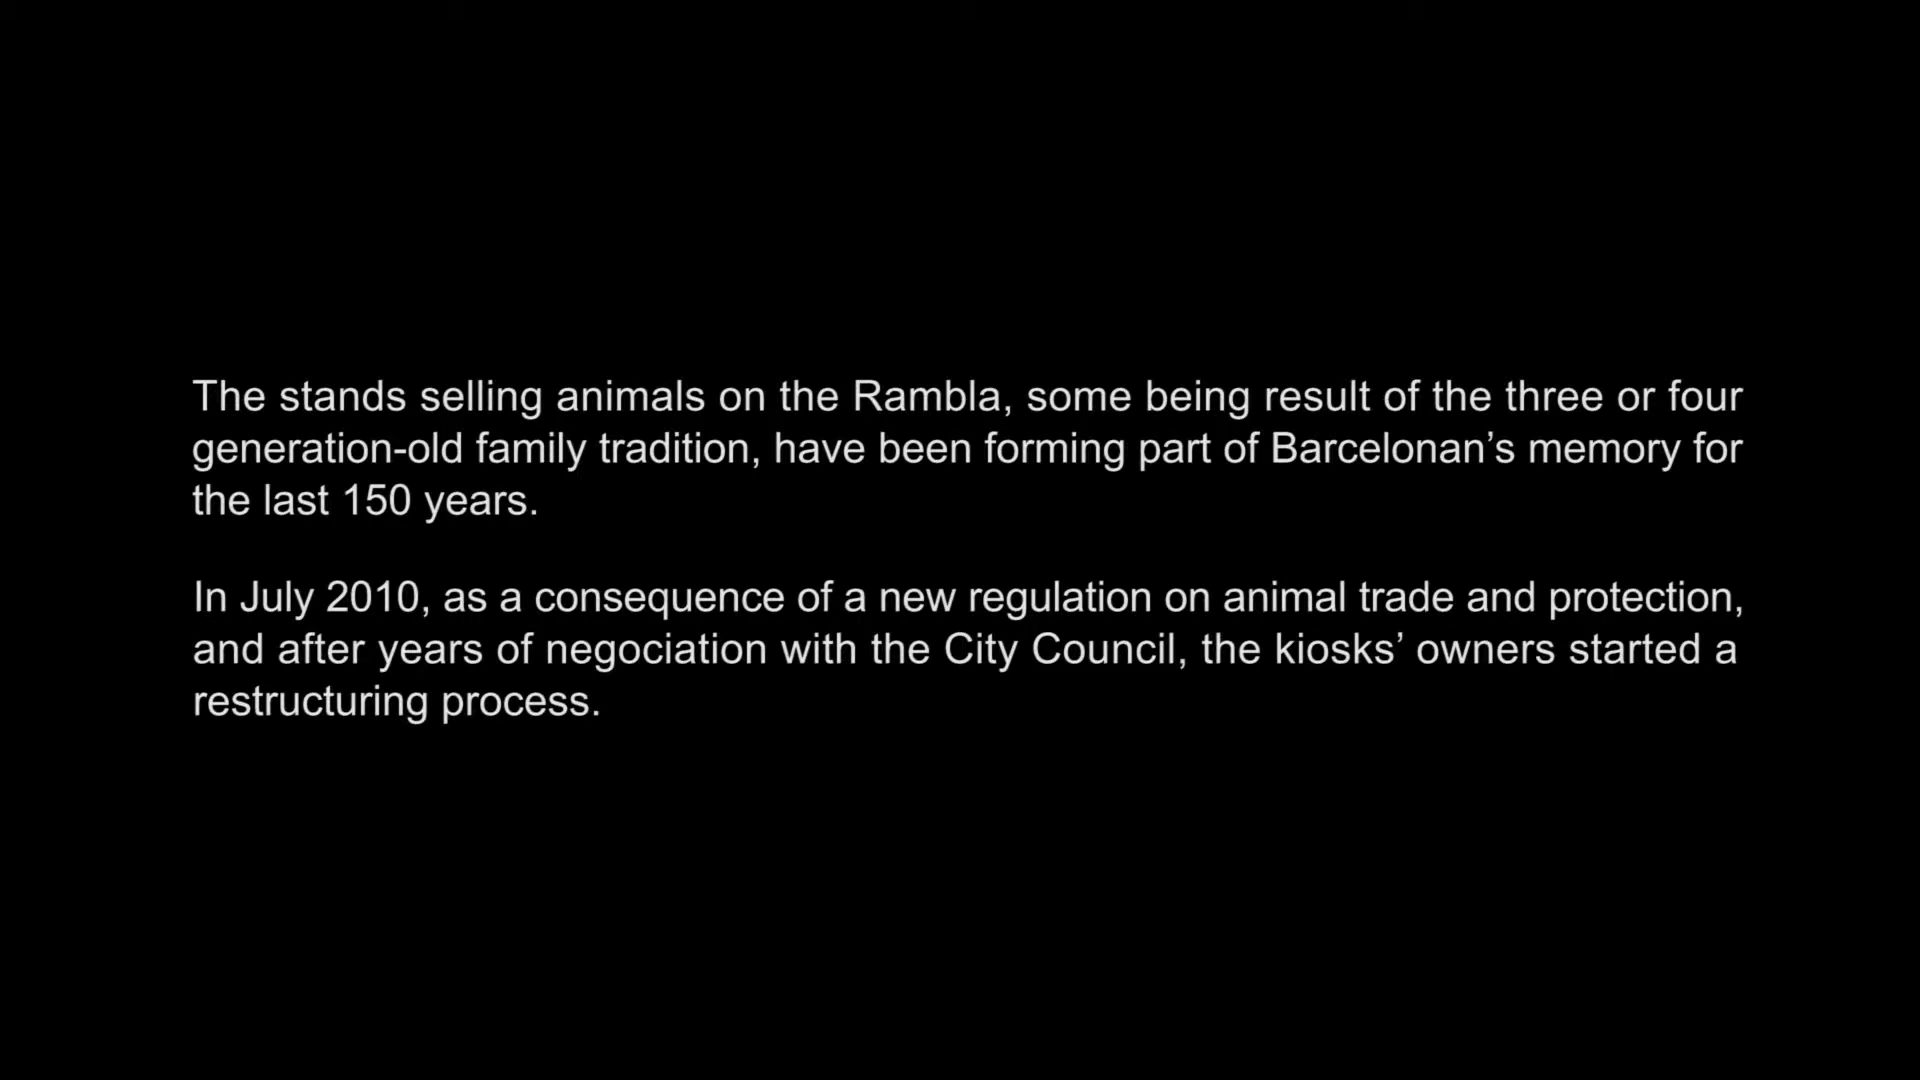 The stands selling animals on the Rambla, some being result of the three or four
generation-old family tradition, have been forming part of Barcelonan’s memory for
the last 150 years.
In July 2010, as a consequence of a new regulation on animal trade and protection,
and after years of negociation with the City Council, the kiosks’ owners started a
restructuring process.